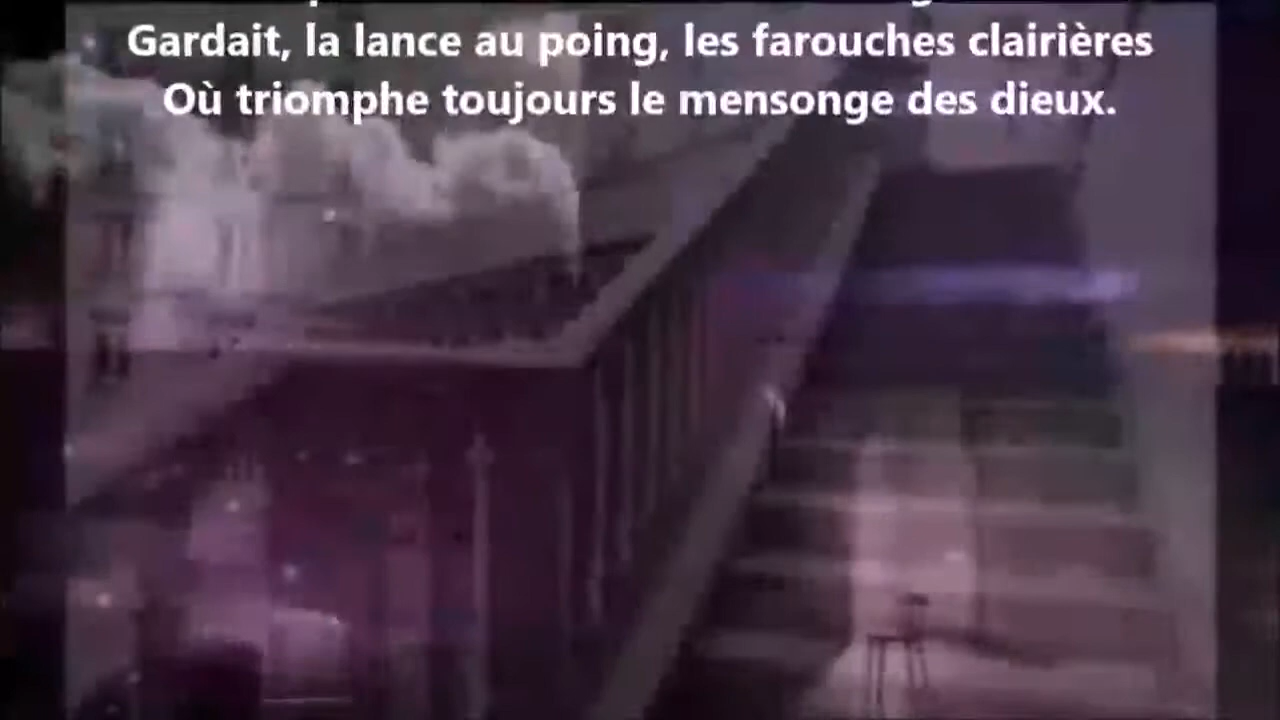 Gardait, la lance au poing, les farouches clairières
Où triomphe toujours le mensonge des dieux.